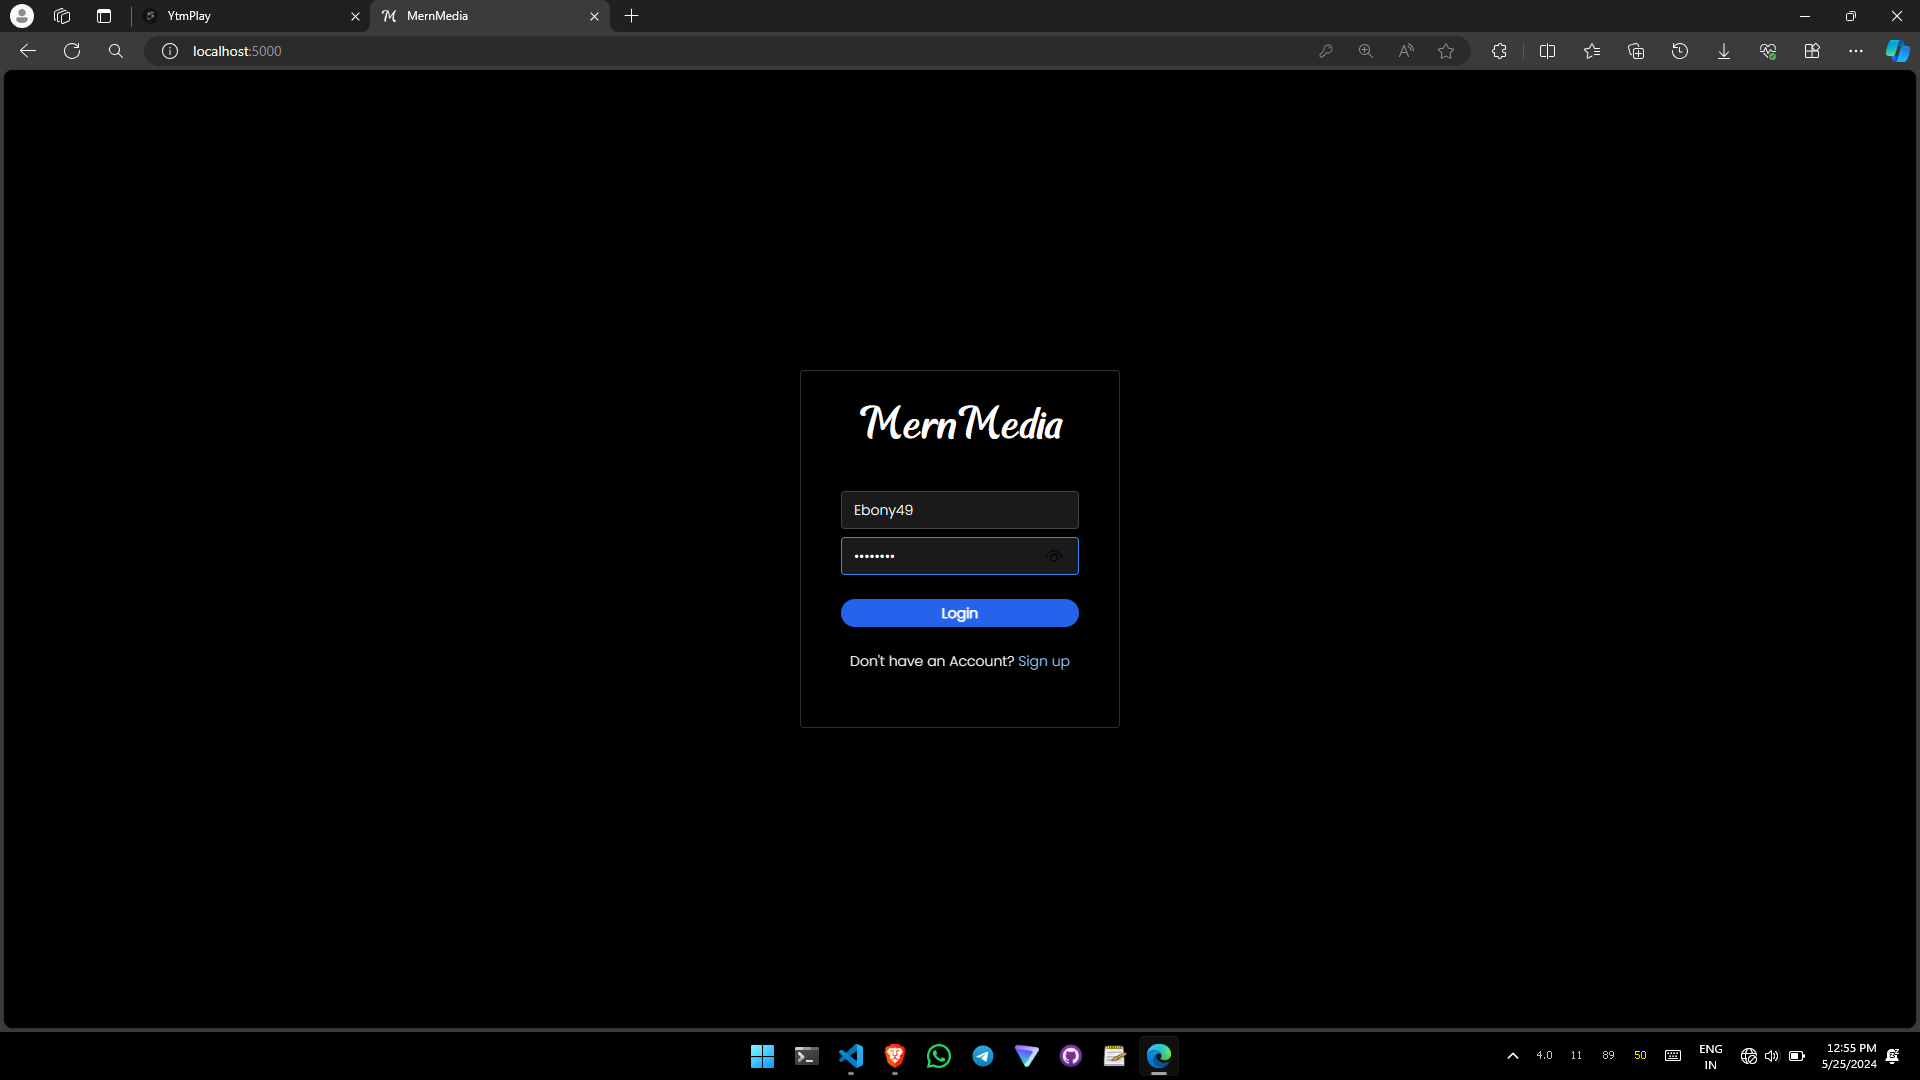 YtmPlay
MernMedia
localhost:5000
MernMedia
Ebony49
••••••••
Login
Don't have an Account? Sign up
4.0 11 89 50
ENG
IN
12:55 PM
5/25/2024